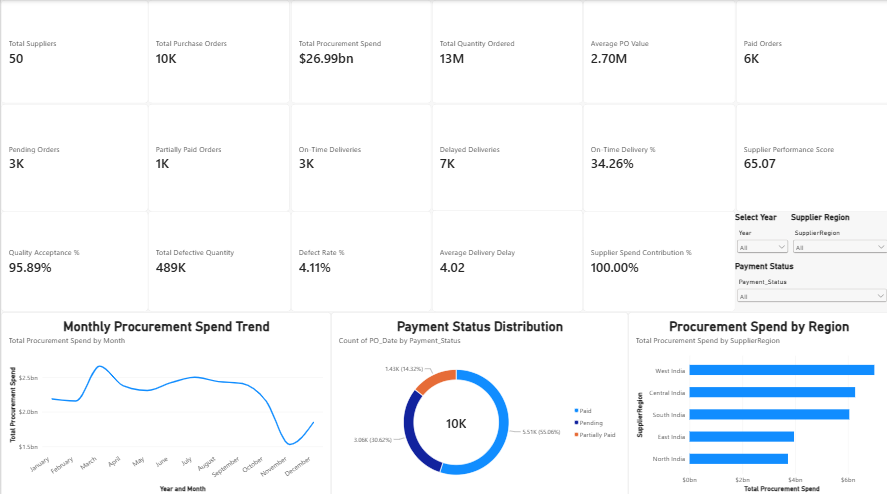 Total Suppliers
50
Total Purchase Orders
10K
Total Procurement Spend
$26.99bn
Total Quantity Ordered
13M
Average PO Value
2.70M
Paid Orders
6K
Pending Orders
3K
Partially Paid Orders
1K
On-Time Deliveries
3K
Delayed Deliveries
7K
On-Time Delivery %
34.26%
Supplier Performance Score
65.07
Quality Acceptance %
95.89%
Total Defective Quantity
489K
Defect Rate %
4.11%
Average Delivery Delay
4.02
Supplier Spend Contribution %
100.00%
Select Year
Year
All
Supplier Region
SupplierRegion
All
Payment Status
Payment_Status
All
Monthly Procurement Spend Trend
Total Procurement Spend by Month
Total Procurement Spend
$2.5bn
$2.0bn
$1.5bn
January
February
March
April
May
June
July
August
September
October
November
December
Year and Month
Payment Status Distribution
Count of PO_Date by Payment_Status
1.43K (14.32%)
3.06K (30.62%)
5.51K (55.06%)
10K
Paid
Pending
Partially Paid
Procurement Spend by Region
Total Procurement Spend by SupplierRegion
SupplierRegion
West India
Central India
South India
East India
North India
$0bn
$2bn
$4bn
$6bn
Total Procurement Spend